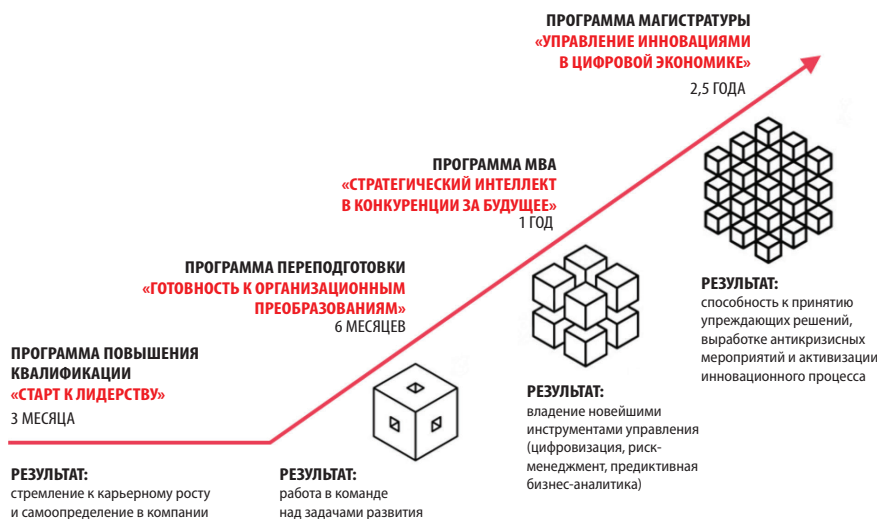 ПРОГРАММА МАГИСТРАТУРЫ
«УПРАВЛЕНИЕ ИННОВАЦИЯМИ
В ЦИФРОВОЙ ЭКОНОМИКЕ»
2,5 ГОДА
ПРОГРАММА МВА
«СТРАТЕГИЧЕСКИЙ ИНТЕЛЛЕКТ
В КОНКУРЕНЦИИ ЗА БУДУЩЕЕ»
1 ГОД
ПРОГРАММА ПЕРЕПОДГОТОВКИ
«ГОТОВНОСТЬ К ОРГАНИЗАЦИОННЫМ
ПРЕОБРАЗОВАНИЯМ»
6 МЕСЯЦЕВ
ПРОГРАММА ПОВЫШЕНИЯ
КВАЛИФИКАЦИИ
«СТАРТ К ЛИДЕРСТВУ»
3 МЕСЯЦА
РЕЗУЛЬТАТ:
стремление к карьерному росту
и самоопределение в компании
РЕЗУЛЬТАТ:
работа в команде
над задачами развития
РЕЗУЛЬТАТ:
владение новейшими
инструментами управления
(цифровизация, риск-
менеджмент, предиктивная
бизнес-аналитика)
РЕЗУЛЬТАТ:
способность к принятию
упреждающих решений,
выработке антикризисных
мероприятий и активизации
инновационного процесса